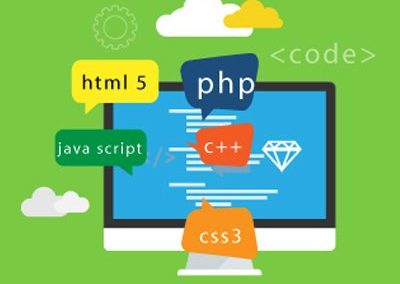 <code>
html 5
php
java script
</>
c++
css3